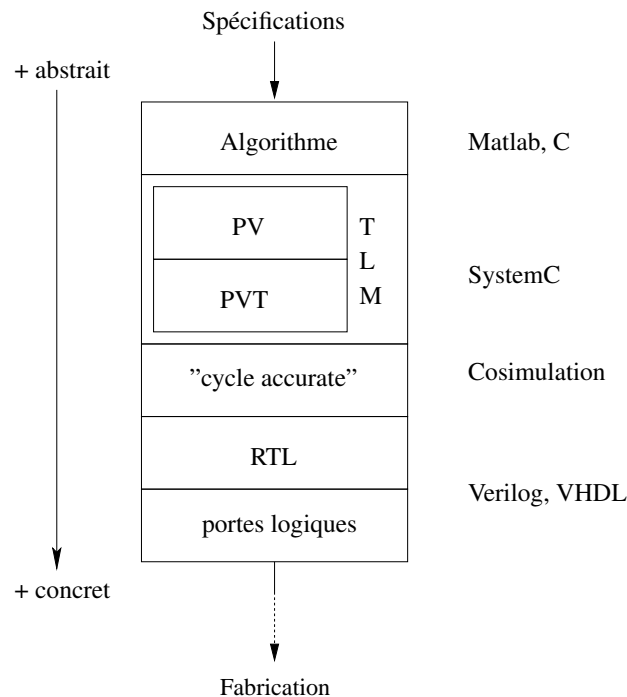 Spécifications
+ abstrait
Algorithme
Matlab, C
PV
T
L
M
PVT
SystemC
”cycle accurate”
Cosimulation
RTL
Verilog, VHDL
portes logiques
+ concret
Fabrication